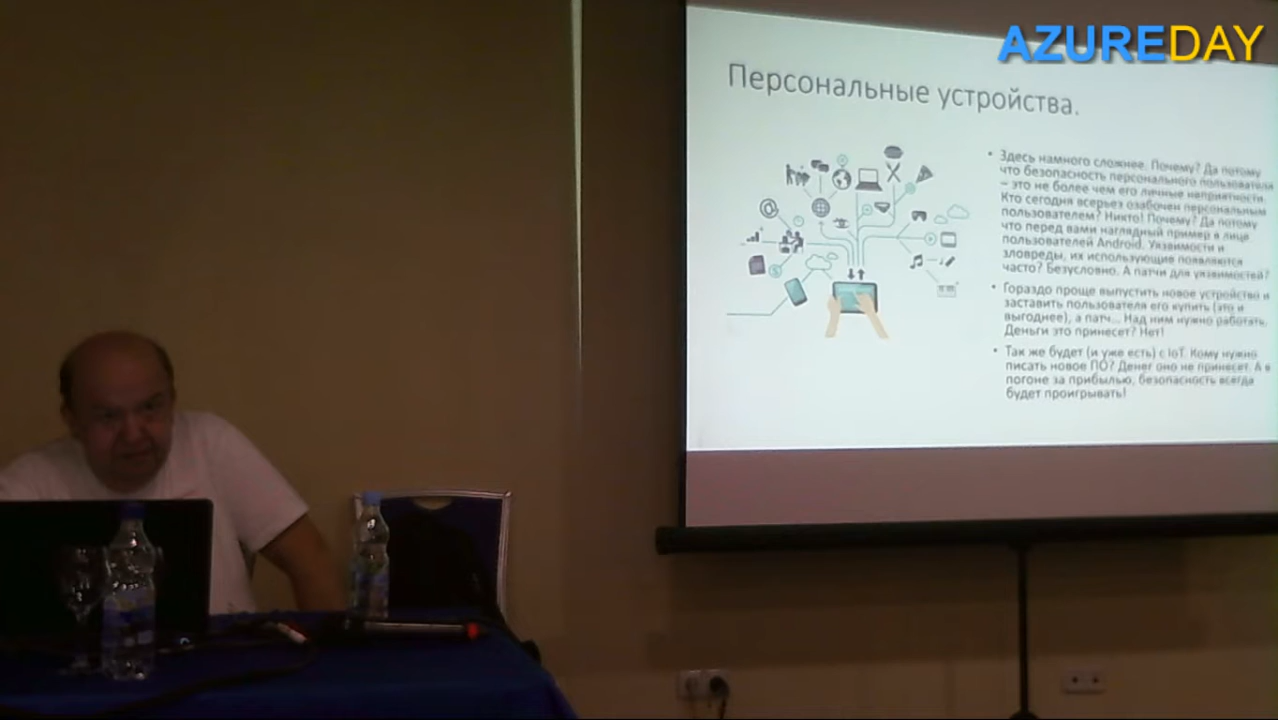 AZUREDAY
Персональные устройства.
• Здесь намного сложнее. Почему? Да потому
что безопасность персонального пользователя
– это не более чем его личные неприятности.
Кто сегодня всерьез озабочен персональным
пользователем? Никто! Почему? Да потому
что перед вами наглядный пример в лице
пользователей Android. Уязвимости и
зловреды, их использующие появляются
часто? Безусловно. А патчи для уязвимостей?
• Гораздо проще выпустить новое устройство и
заставить пользователя его купить (это и
выгоднее), а патч... Над ним нужно работать.
Деньги это принесет? Нет!
• Так же будет (и уже есть) с IoT. Кому нужно
писать новое ПО? Денег оно не принесет. А в
погоне за прибылью, безопасность всегда
будет проигрывать!